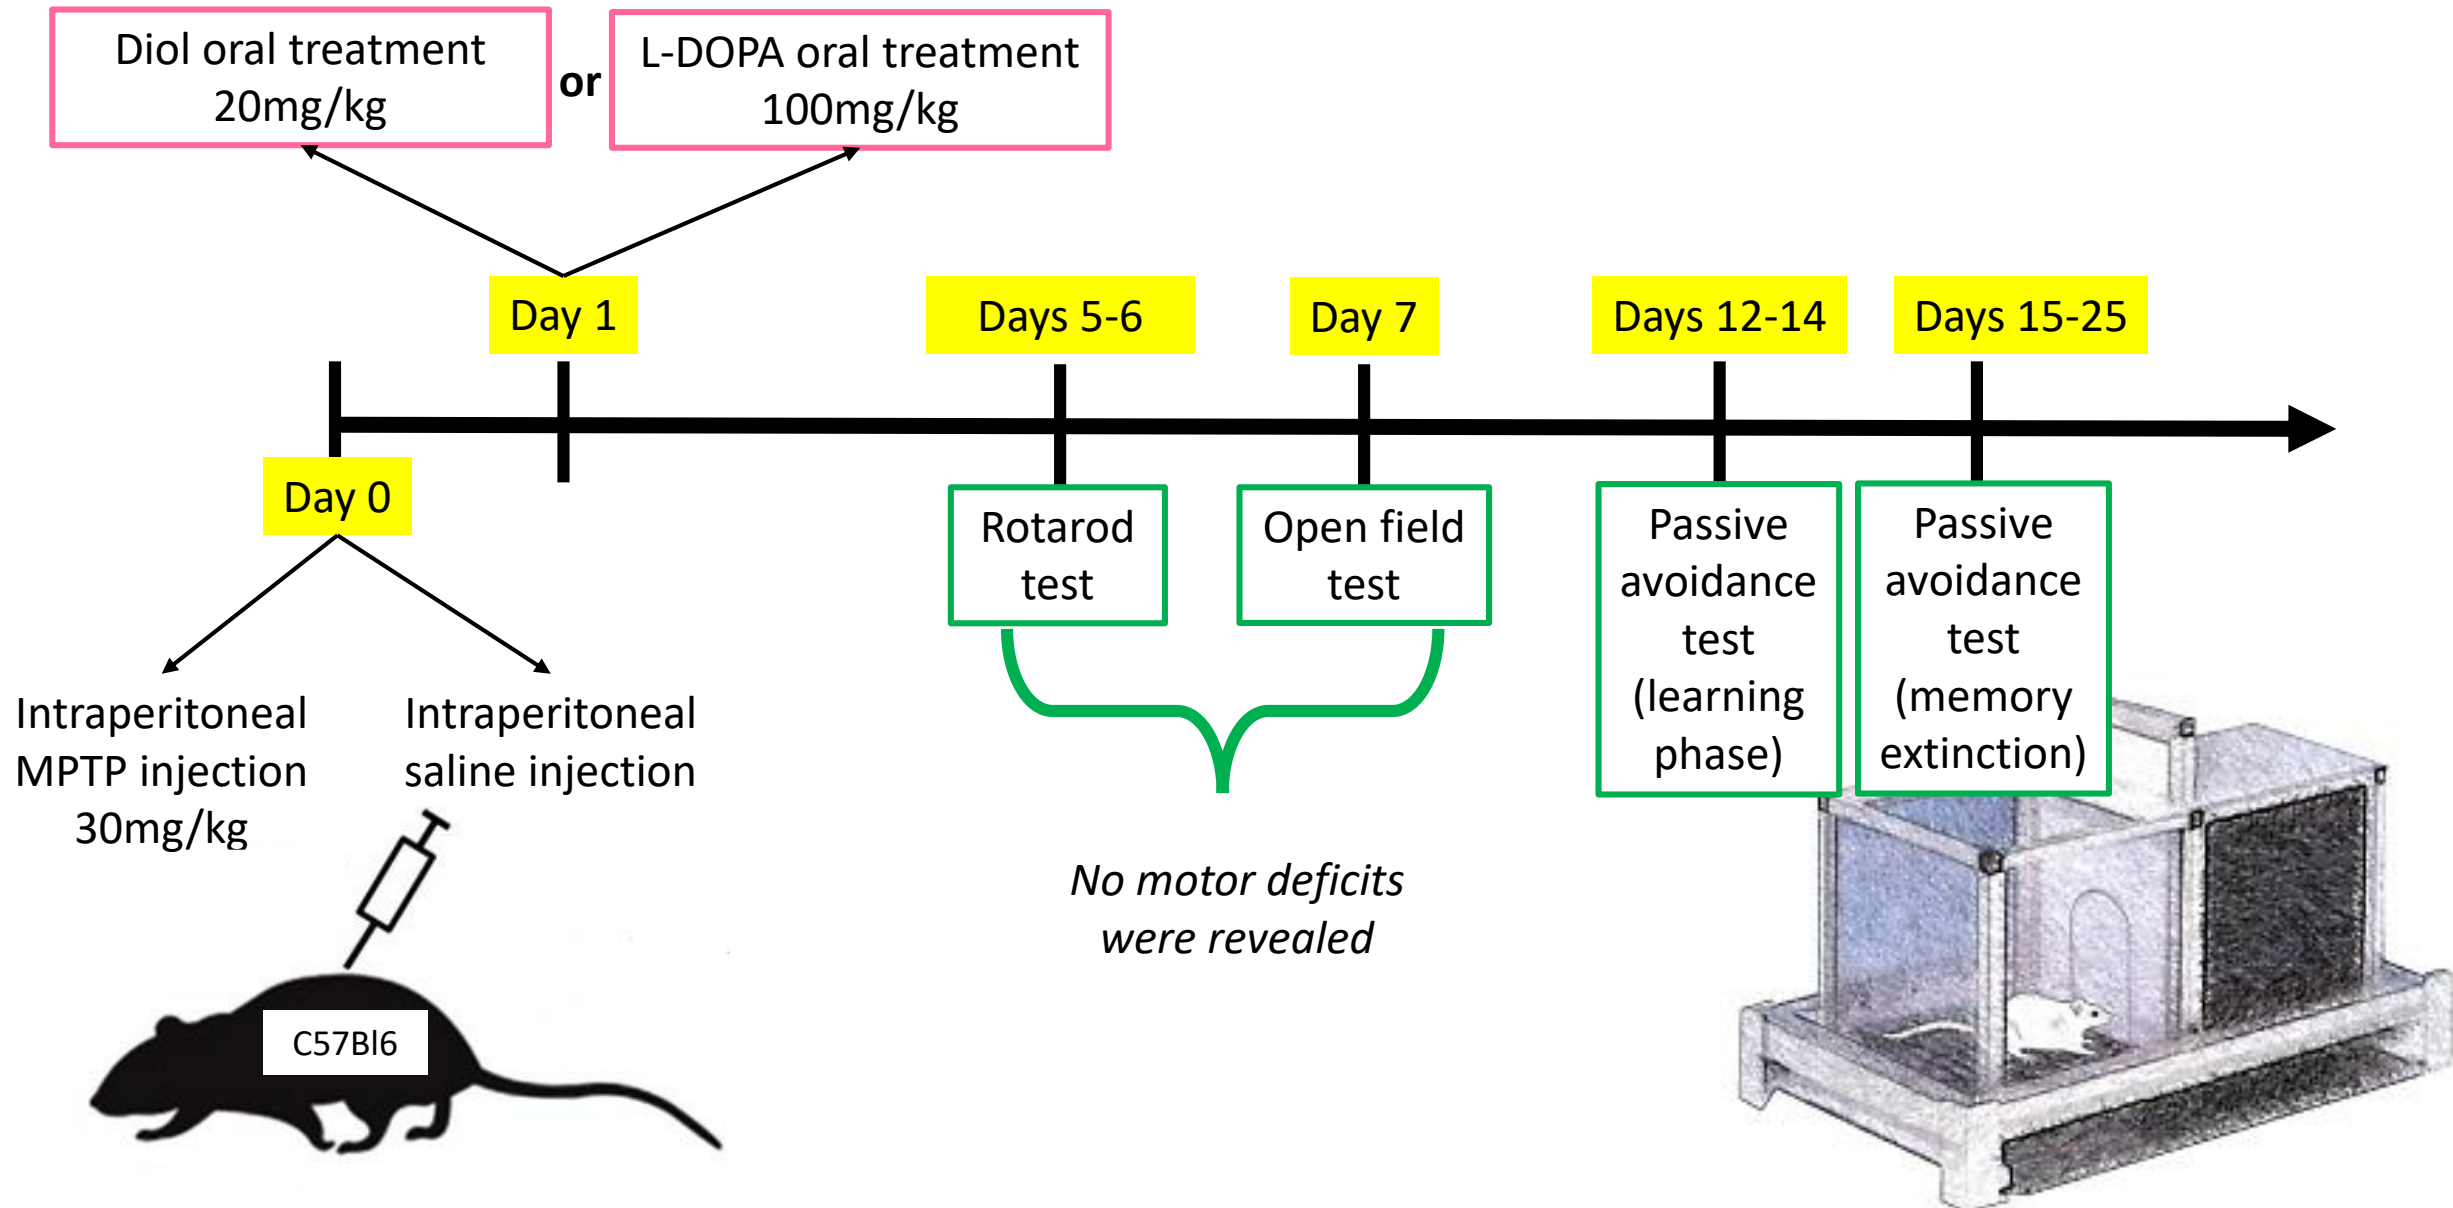 Diol oral treatment
20mg/kg
or
L-DOPA oral treatment
100mg/kg
Day 1
Days 5-6
Day 7
Days 12-14
Days 15-25
Day 0
Rotarod
test
Open field
test
Passive
avoidance
test
(learning
phase)
Passive
avoidance
test
(memory
extinction)
Intraperitoneal
MPTP injection
30mg/kg
Intraperitoneal
saline injection
No motor deficits
were revealed
C57Bl6